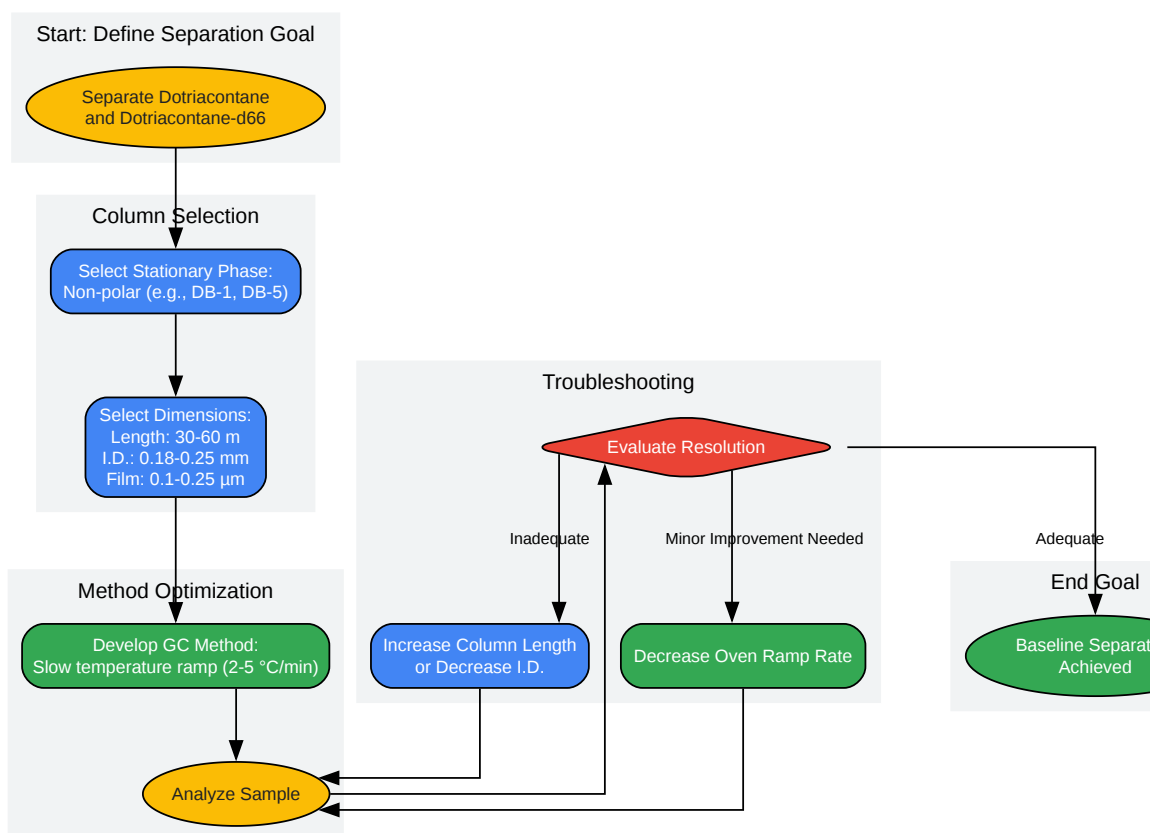 Start: Define Separation Goal
Separate Dotriacontane
and Dotriacontane-d66
Column Selection
Select Stationary Phase:
Non-polar (e.g., DB-1, DB-5)
Select Dimensions:
Length: 30-60 m
I.D.: 0.18-0.25 mm
Film: 0.1-0.25 µm
Method Optimization
Develop GC Method:
Slow temperature ramp (2-5 °C/min)
Analyze Sample
Troubleshooting
Evaluate Resolution
Inadequate
Minor Improvement Needed
Adequate
Increase Column Length
or Decrease I.D.
Decrease Oven Ramp Rate
End Goal
Baseline Separat
Achieved